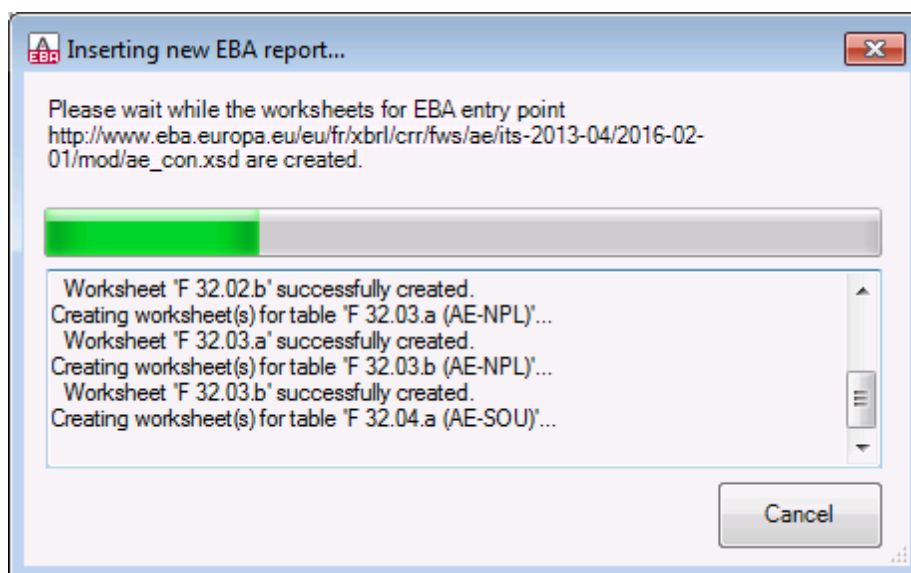 A
EBA
Inserting new EBA report...
Please wait while the worksheets for EBA entry point
http://www.eba.europa.eu/eu/fr/xbrl/crr/fws/ae/its-2013-04/2016-02-
01/mod/ae_con.xsd are created.
Worksheet 'F 32.02.b' successfully created.
Creating worksheet(s) for table 'F 32.03.a (AE-NPL)'...
Worksheet 'F 32.03.a' successfully created.
Creating worksheet(s) for table 'F 32.03.b (AE-NPL)'...
Worksheet 'F 32.03.b' successfully created.
Creating worksheet(s) for table 'F 32.04.a (AE-SOU)'...
Cancel